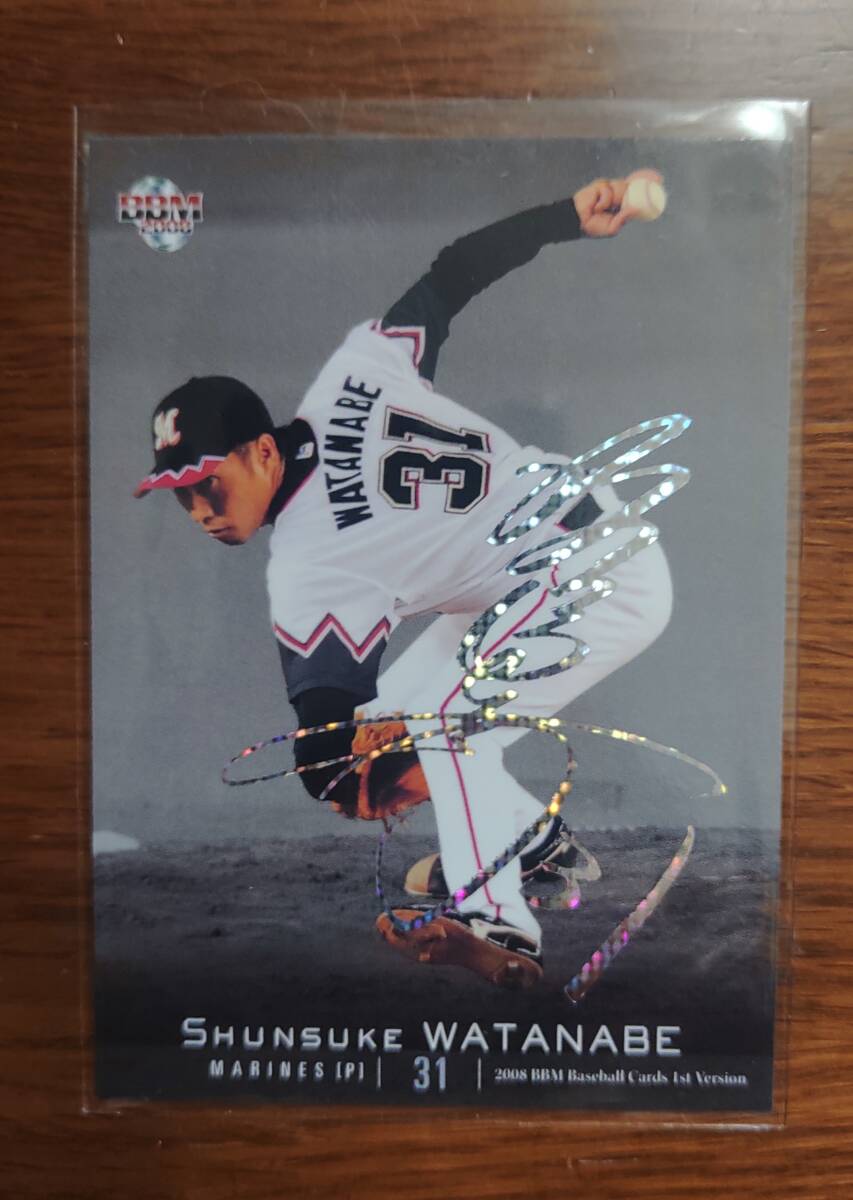 BBM
2008
M
WATANABE
31
SHUNSUKE WATANABE
MARINES [P] | 31 | 2008 BBM Baseball Cards 1st Version